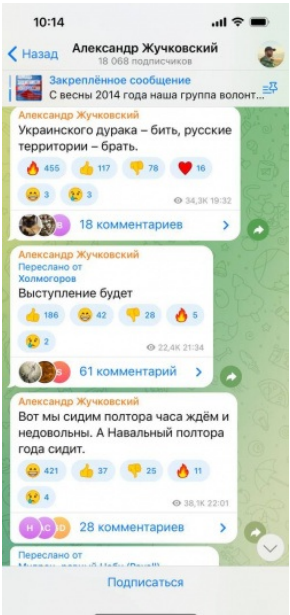 10:14
Назад
Александр Жучковский
18 068 подписчиков
Закреплённое сообщение
С весны 2014 года наша группа волонт...
Александр Жучковский
Украинского дурака – бить, русские
территории – брать.
455 117 78 16
3 3
34,3K 19:32
18 комментариев
Александр Жучковский
Переслано от
Холмогоров
Выступление будет
186 42 28 5
2
22,4K 21:34
61 комментарий
Александр Жучковский
Вот мы сидим полтора часа ждём и
недовольны. А Навальный полтора
года сидит.
421 37 25 11
4
38,1K 22:01
28 комментариев
Переслано от
Подписаться